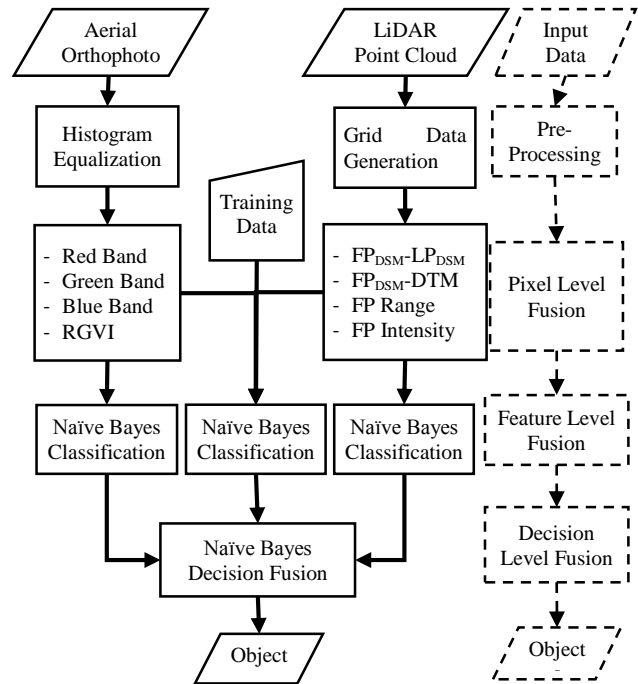 Aerial
Orthophoto
LiDAR
Point Cloud
Input
Data
Histogram
Equalization
Grid Data
Generation
Pre-
Processing
Training
Data
- Red Band
- Green Band
- Blue Band
- RGVI
- FPDSM-LPDSM
- FPDSM-DTM
- FP Range
- FP Intensity
Pixel Level
Fusion
Naïve Bayes
Classification
Naïve Bayes
Classification
Naïve Bayes
Classification
Feature Level
Fusion
Naïve Bayes
Decision Fusion
Decision
Level Fusion
Object
Object